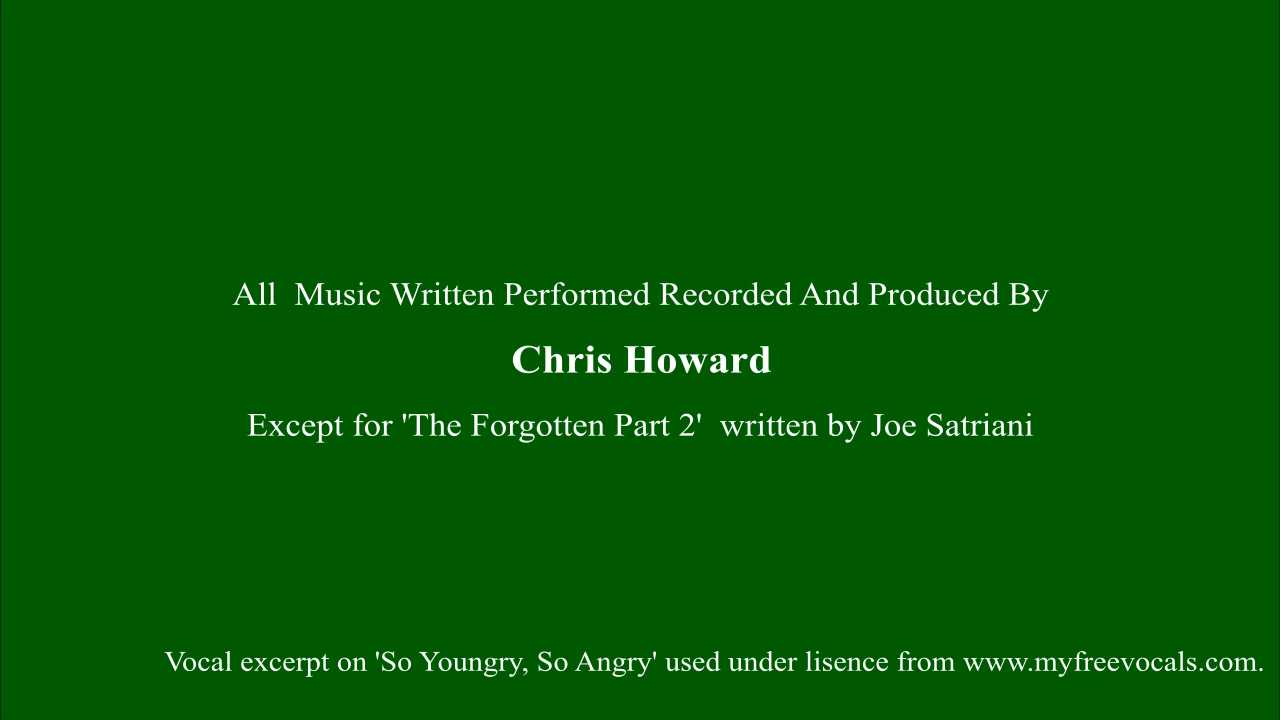 All  Music Written Performed Recorded And Produced By
Chris Howard
Except for 'The Forgotten Part 2'  written by Joe Satriani
Vocal excerpt on 'So Youngry, So Angry' used under lisence from www.myfreevocals.com.